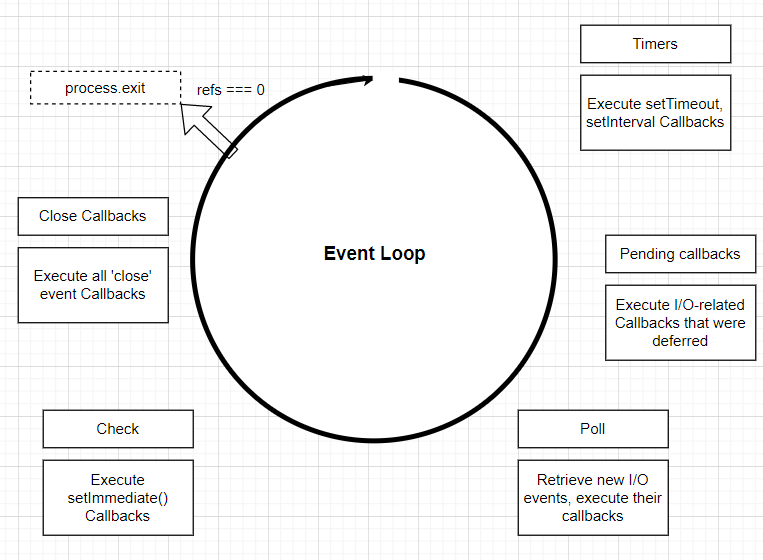 Timers
Execute setTimeout,
setInterval Callbacks
process.exit
refs === 0
Close Callbacks
Execute all 'close'
event Callbacks
Event Loop
Pending callbacks
Execute I/O-related
Callbacks that were
deferred
Check
Execute
setImmediate()
Callbacks
Poll
Retrieve new I/O
events, execute their
callbacks